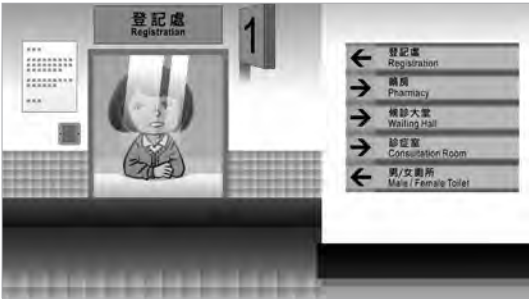 登記處
Registration
1
登記處
Registration
藥房
Pharmacy
候診大堂
Waiting Hall
診症室
Consultation Room
男/女廁所
Male / Female Toilet